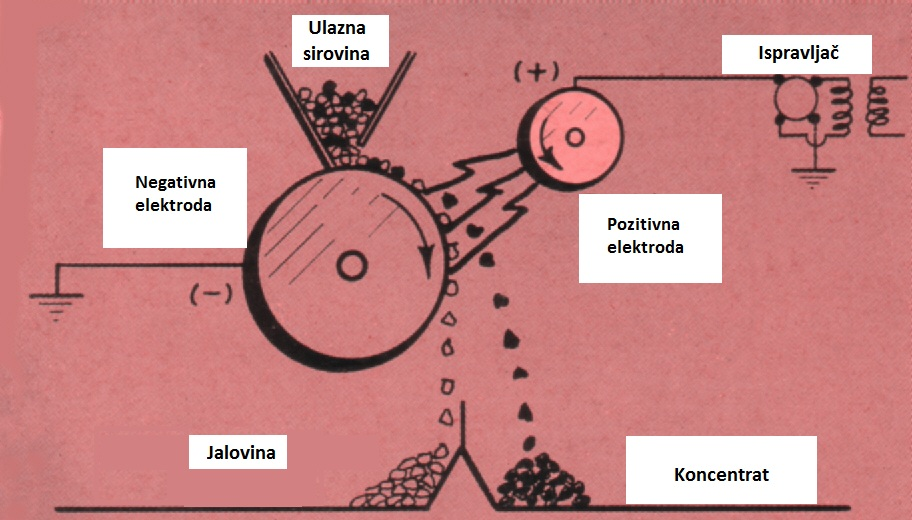 Ulazna
sirovina
Ispravljač
(+)
Negativna
elektroda
Pozitivna
elektroda
(-)
Jalovina
Koncentrat